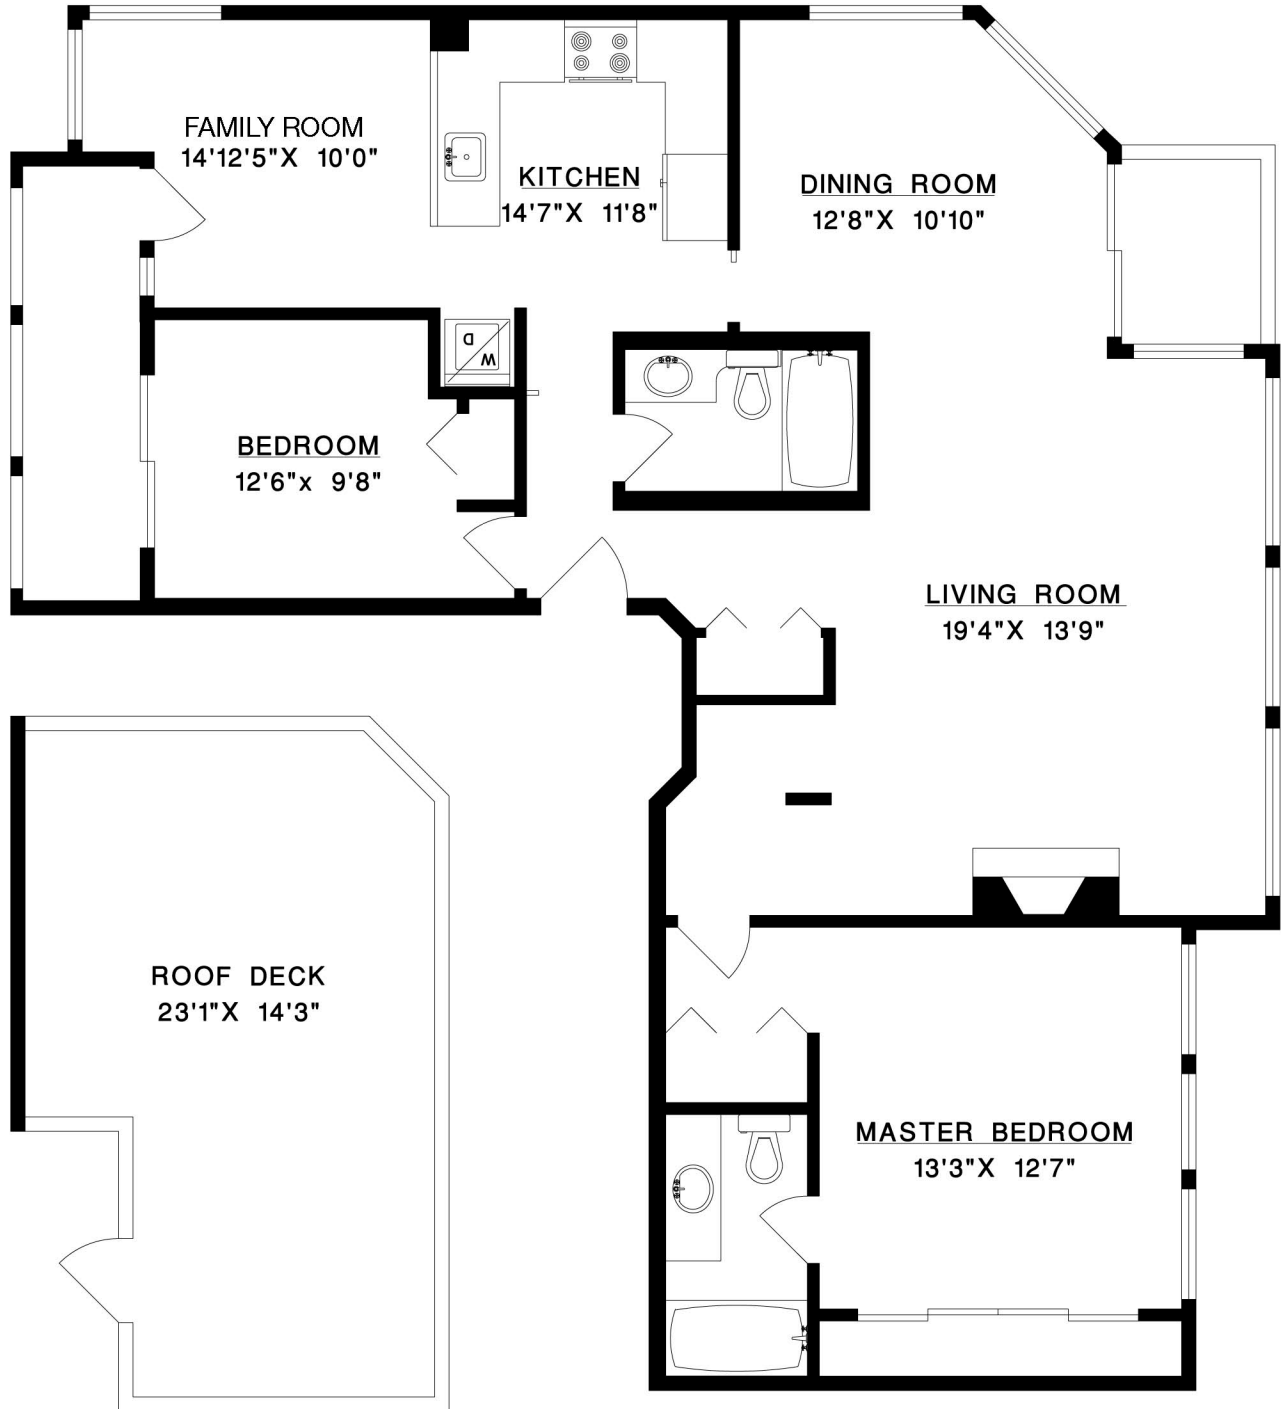 FAMILY ROOM
14'12'5"X 10'0"
KITCHEN
14'7"X 11'8"
DINING ROOM
12'8"X 10'10"
D
W
BEDROOM
12'6"x 9'8"
LIVING ROOM
19'4"X 13'9"
ROOF DECK
23'1"X 14'3"
MASTER BEDROOM
13'3"X 12'7"